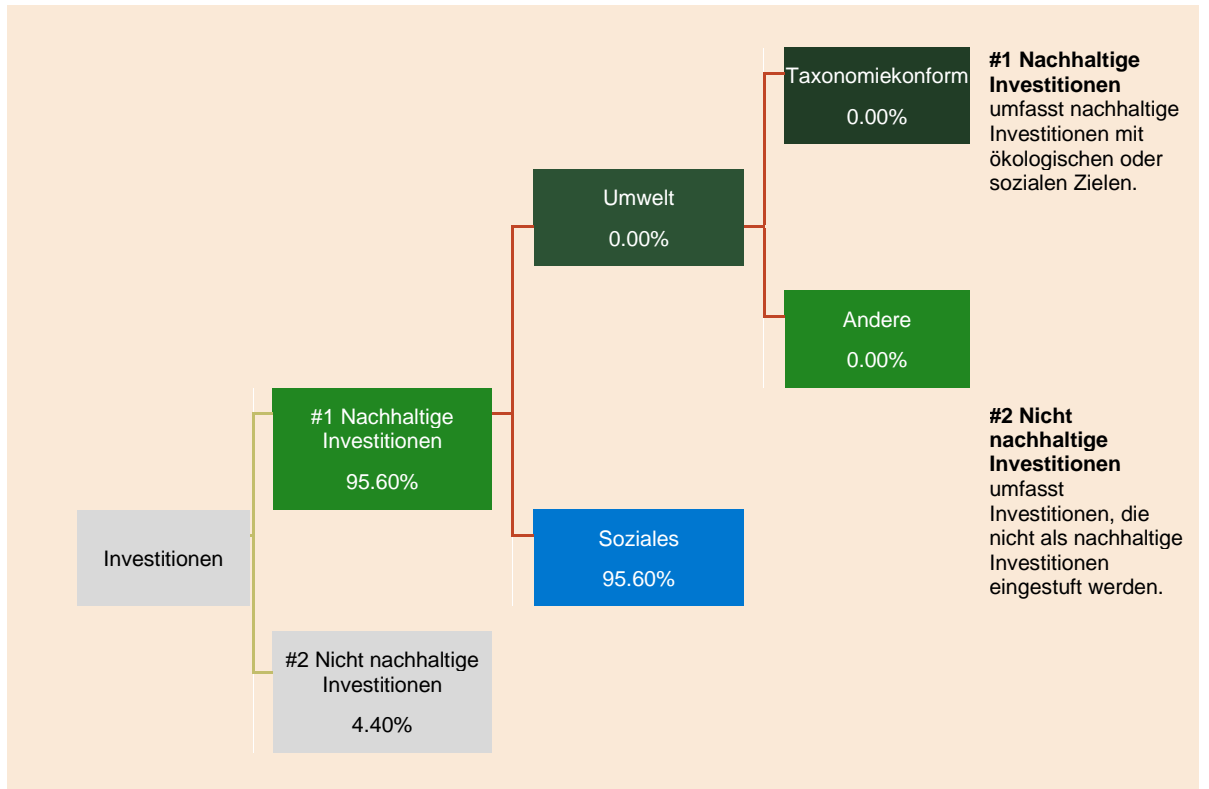 Taxonomiekonform
0.00%
Umwelt
0.00%
Andere
0.00%
#1 Nachhaltige
Investitionen
95.60%
Soziales
95.60%
Investitionen
#2 Nicht nachhaltige
Investitionen
4.40%
#1 Nachhaltige
Investitionen
umfasst nachhaltige
Investitionen mit
ökologischen oder
sozialen Zielen.
#2 Nicht
nachhaltige
Investitionen
umfasst
Investitionen, die
nicht als nachhaltige
Investitionen
eingestuft werden.